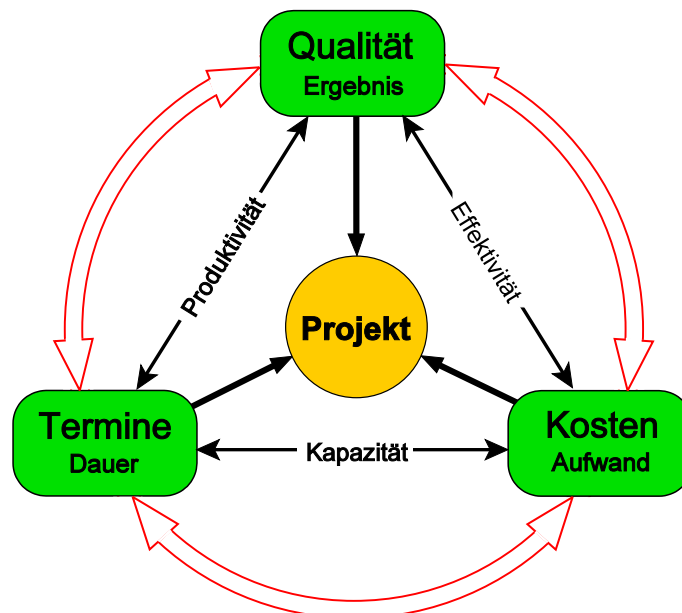 Qualität
Ergebnis
Produktivität
Effektivität
Projekt
Termine
Dauer
Kapazität
Kosten
Aufwand